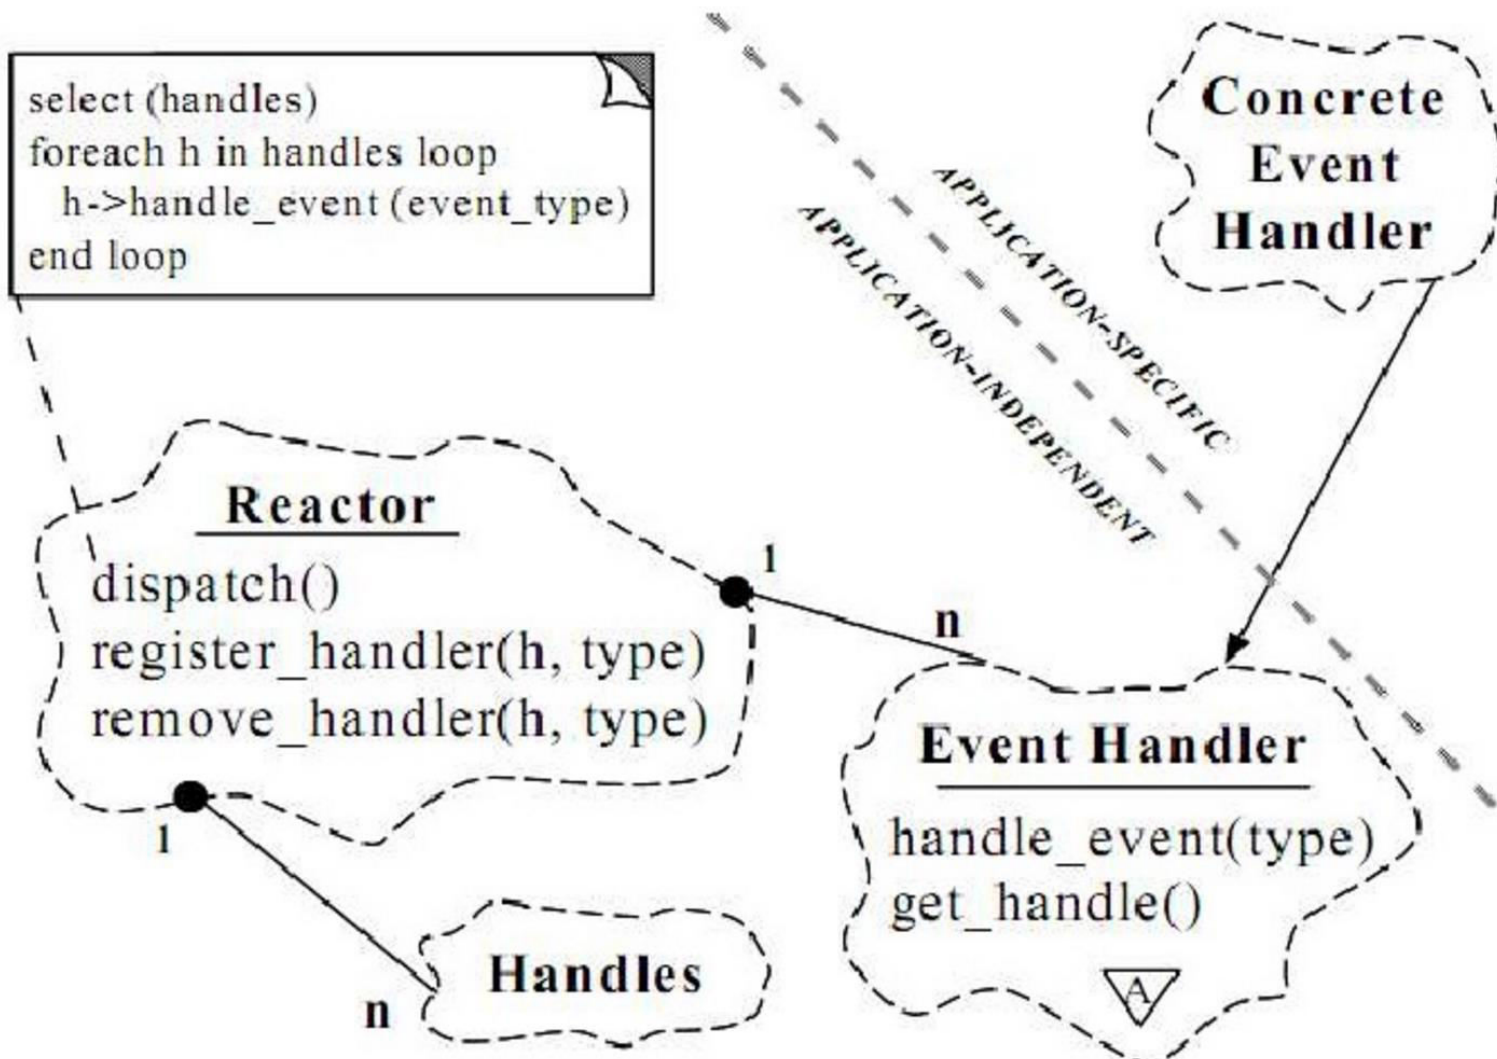 select (handles)
foreach h in handles loop
h->handle_event (event_type)
end loop
Concrete
Event
Handler
APPLICATION-SPECIFIC
APPLICATION-INDEPENDENT
Reactor
dispatch()
register_handler(h, type)
remove_handler(h, type)
1
n
Event Handler
handle_event(type)
get_handle()
A
1
n
Handles